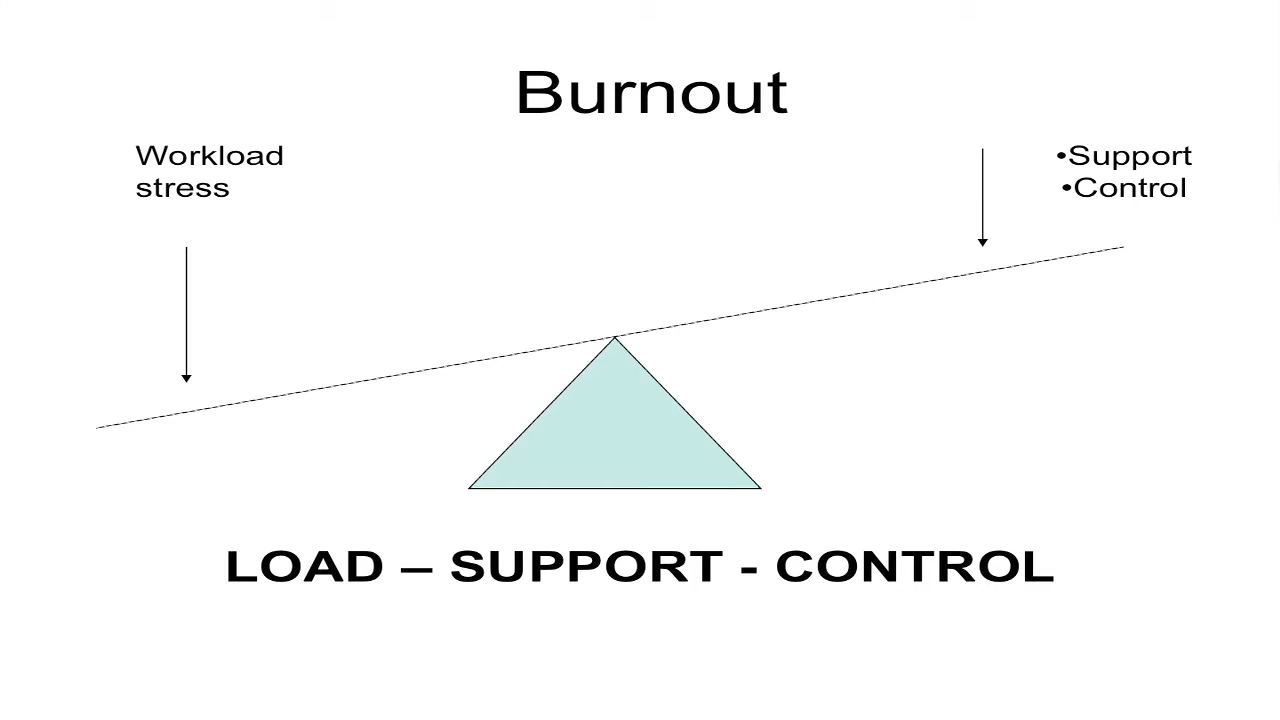 Burnout
Workload
stress
•Support
•Control
LOAD – SUPPORT - CONTROL